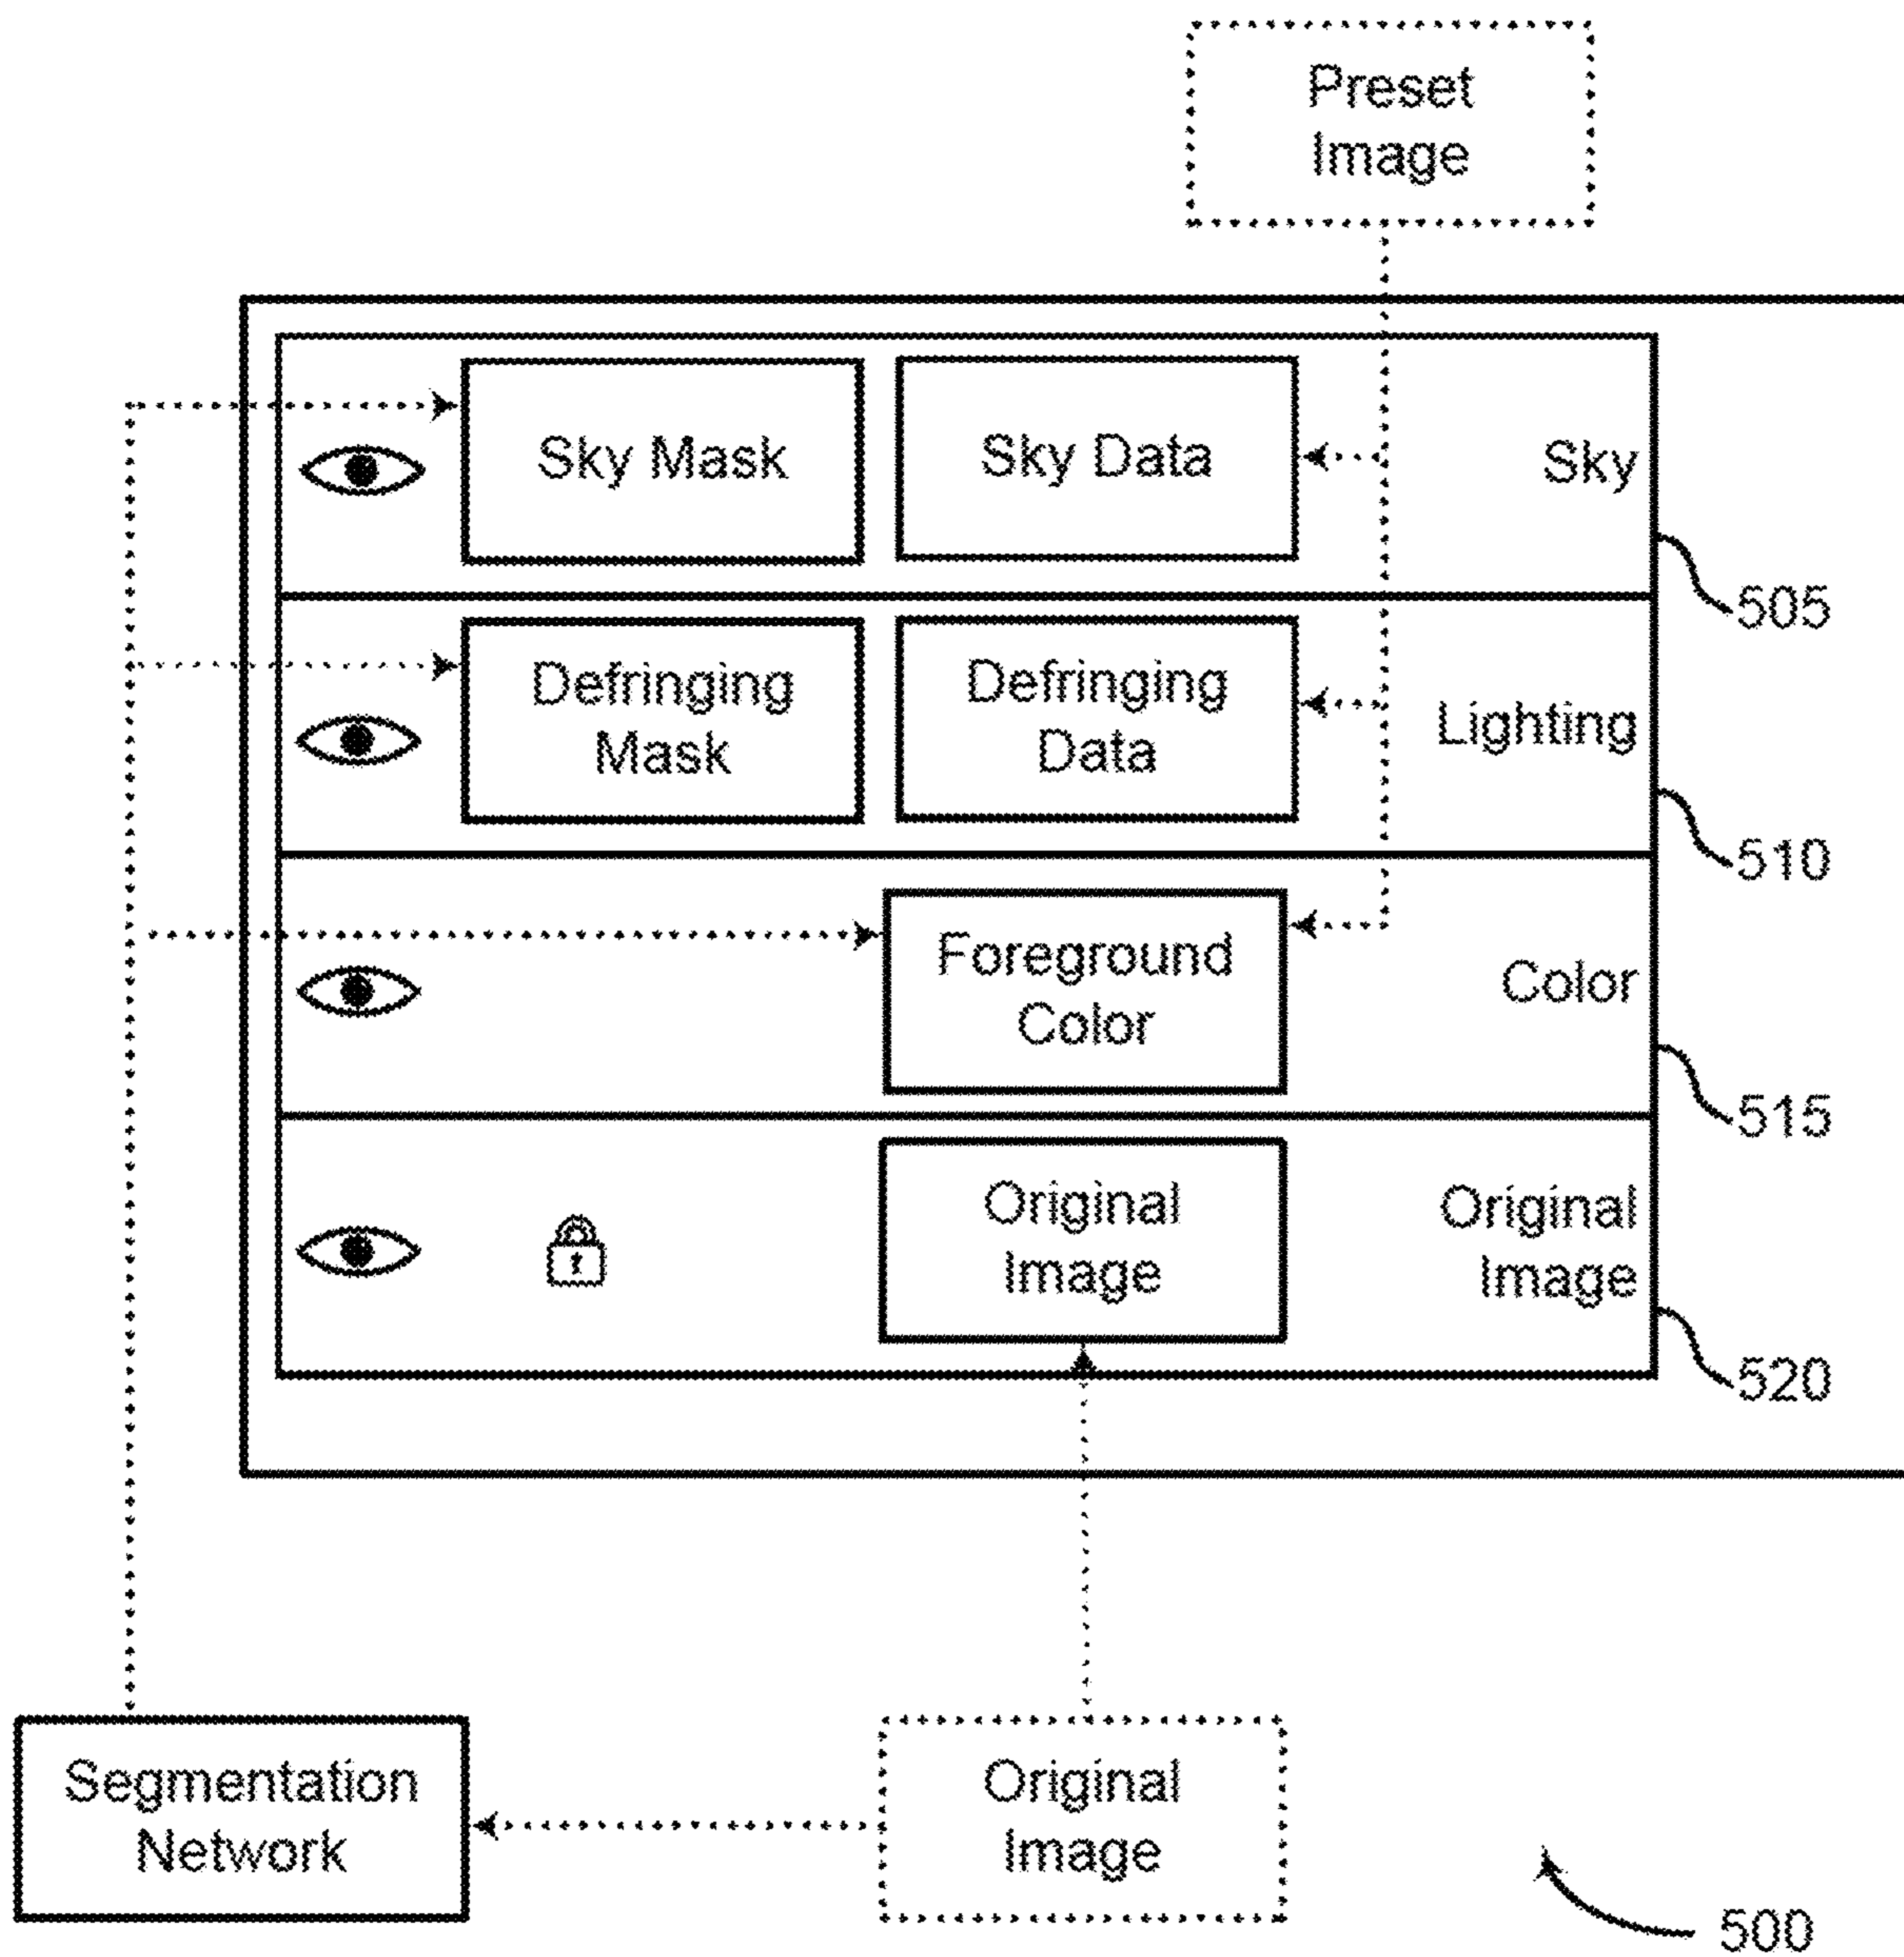 Preset
Image
Sky Mask
Sky Data
Sky
505
Defringing
Mask
Defringing
Data
Lighting
510
Foreground
Color
Color
515
Original
Image
Original
Image
520
Segmentation
Network
Original
Image
500